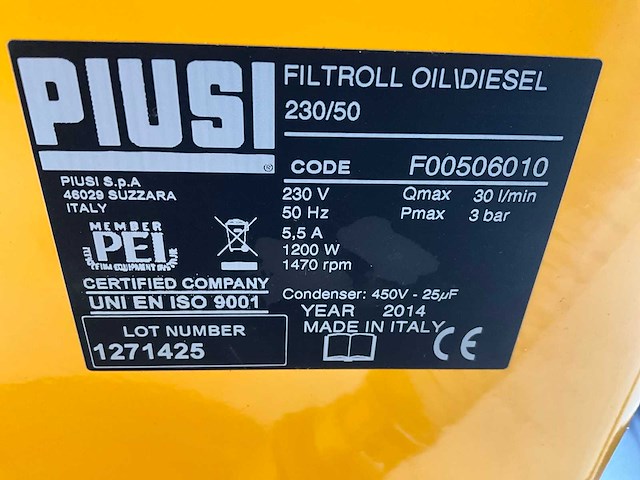 PIUSI
®
FILTROLL OIL\DIESEL
230/50
CODE F00506010
PIUSI S.p.A
46029 SUZZARA
ITALY
230 V Qmax 30 l/min
50 Hz Pmax 3 bar
5,5 A
1200 W
1470 rpm
MEMBER
PEI
CERTIFIED COMPANY
UNI EN ISO 9001
Condenser: 450V - 25µF
YEAR 2014
MADE IN ITALY
CE
LOT NUMBER
1271425